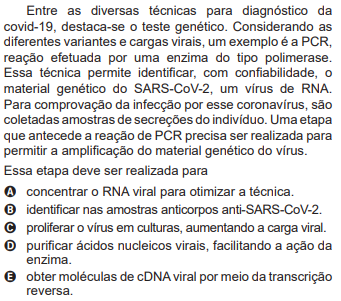 Entre as diversas técnicas para diagnóstico da
covid-19, destaca-se o teste genético. Considerando as
diferentes variantes e cargas virais, um exemplo é a PCR,
reação efetuada por uma enzima do tipo polimerase.
Essa técnica permite identificar, com confiabilidade, o
material genético do SARS-CoV-2, um vírus de RNA.
Para comprovação da infecção por esse coronavírus, são
coletadas amostras de secreções do indivíduo. Uma etapa
que antecede a reação de PCR precisa ser realizada para
permitir a amplificação do material genético do vírus.
Essa etapa deve ser realizada para
A concentrar o RNA viral para otimizar a técnica.
B identificar nas amostras anticorpos anti-SARS-CoV-2.
C proliferar o vírus em culturas, aumentando a carga viral.
D purificar ácidos nucleicos virais, facilitando a ação da
enzima.
E obter moléculas de cDNA viral por meio da transcrição
reversa.